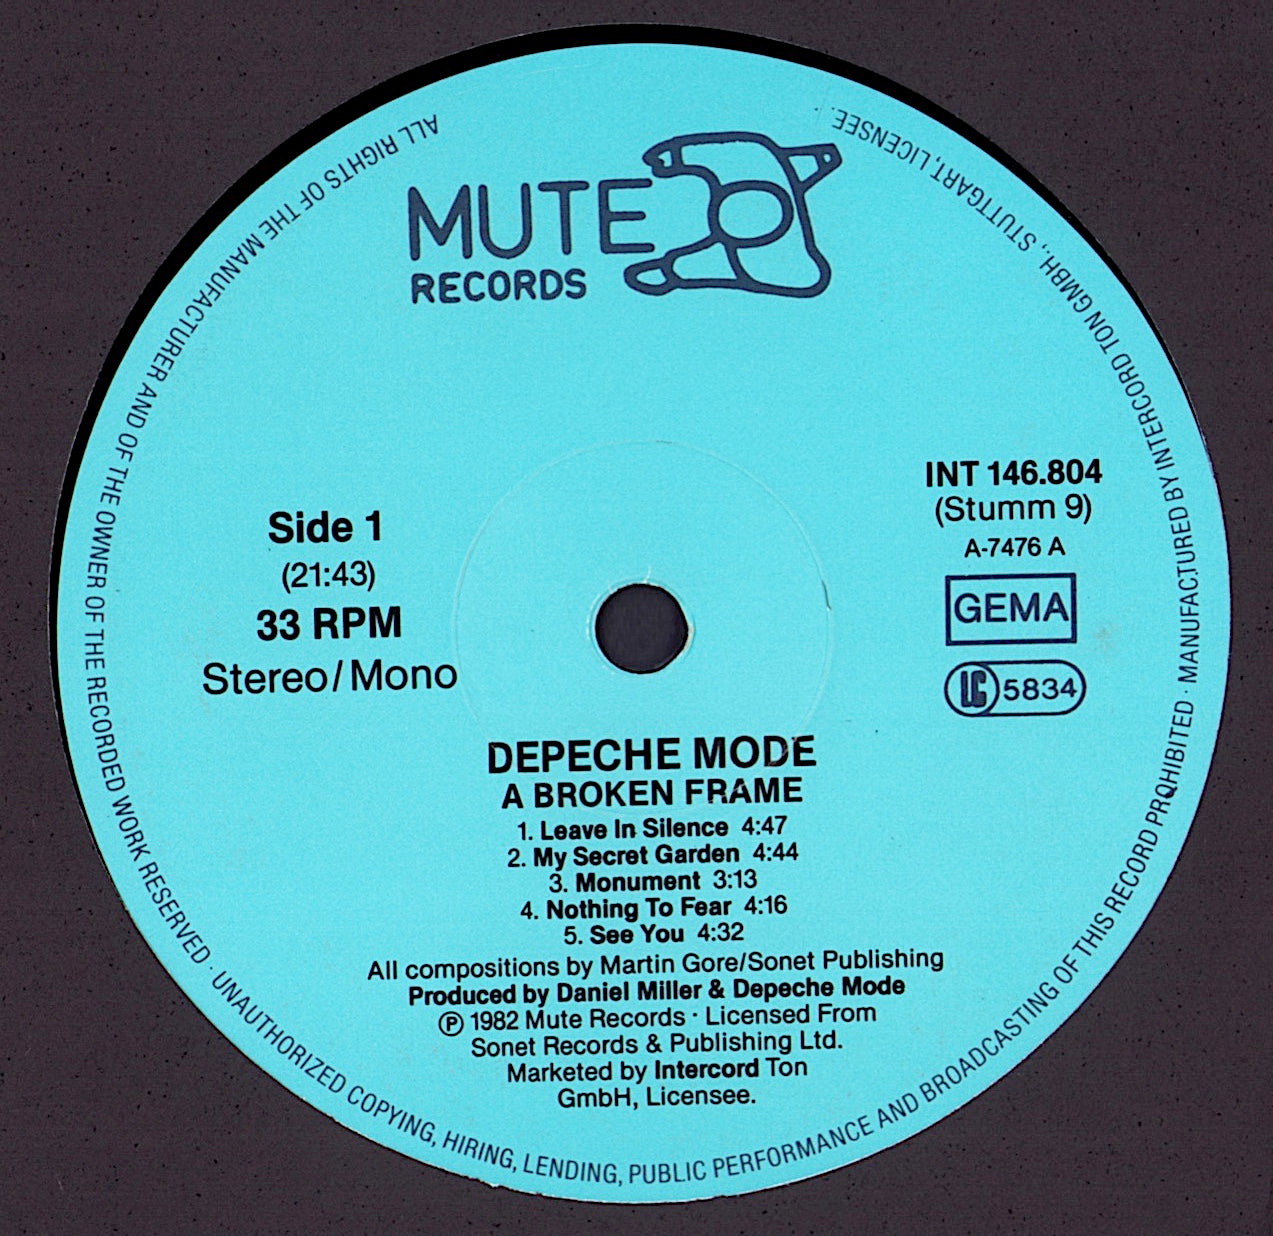 MUTE
RECORDS
Side 1
(21:43)
33 RPM
Stereo/Mono
INT 146.804
(Stumm 9)
A-7476 A
GEMA
LC 5834
DEPECHE MODE
A BROKEN FRAME
1. Leave In Silence 4:47
2. My Secret Garden 4:44
3. Monument 3:13
4. Nothing To Fear 4:16
5. See You 4:32
All compositions by Martin Gore/Sonet Publishing
Produced by Daniel Miller & Depeche Mode
Ⓟ 1982 Mute Records · Licensed From
Sonet Records & Publishing Ltd.
Marketed by Intercord Ton
GmbH, Licensee.
ALL RIGHTS OF THE MANUFACTURER AND OF THE OWNER OF THE RECORDED WORK RESERVED · UNAUTHORIZED COPYING, HIRING, LENDING, PUBLIC PERFORMANCE AND BROADCASTING OF THIS RECORD PROHIBITED · MANUFACTURED BY INTERCORD TON GMBH., STUTTGART, LICENSEE.